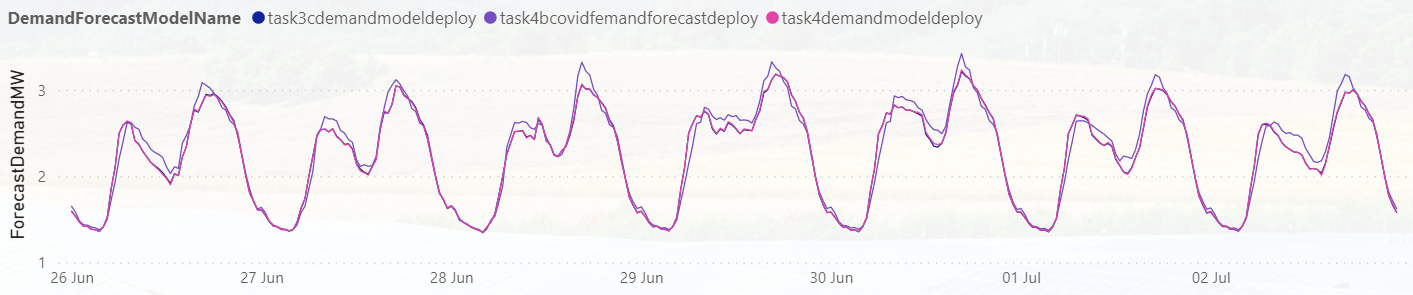 DemandForecastModelName task3cdemandmodeldeploy task4bcovidfemandforecastdeploy task4demandmodeldeploy
ForecastDemandMW
3
2
1
26 Jun 27 Jun 28 Jun 29 Jun 30 Jun 01 Jul 02 Jul